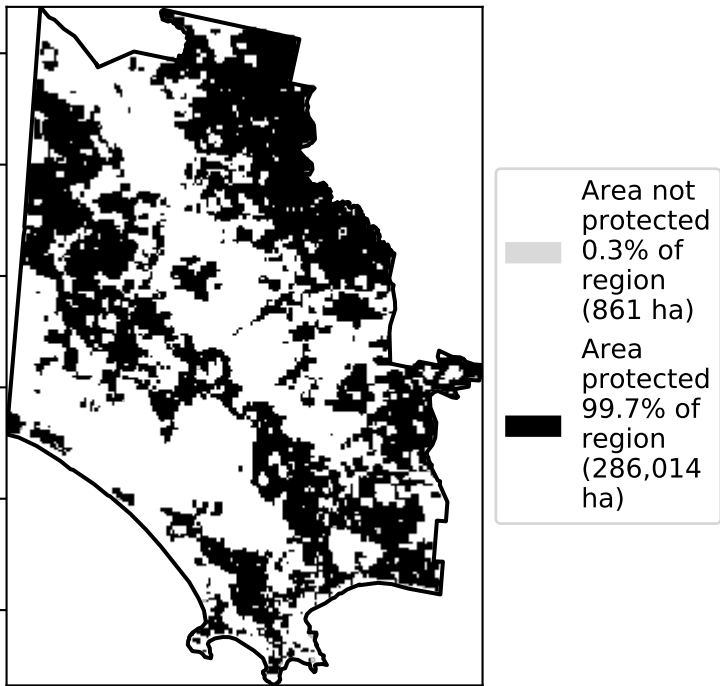 Area not
protected
0.3% of
region
(861 ha)
Area
protected
99.7% of
region
(286,014
ha)